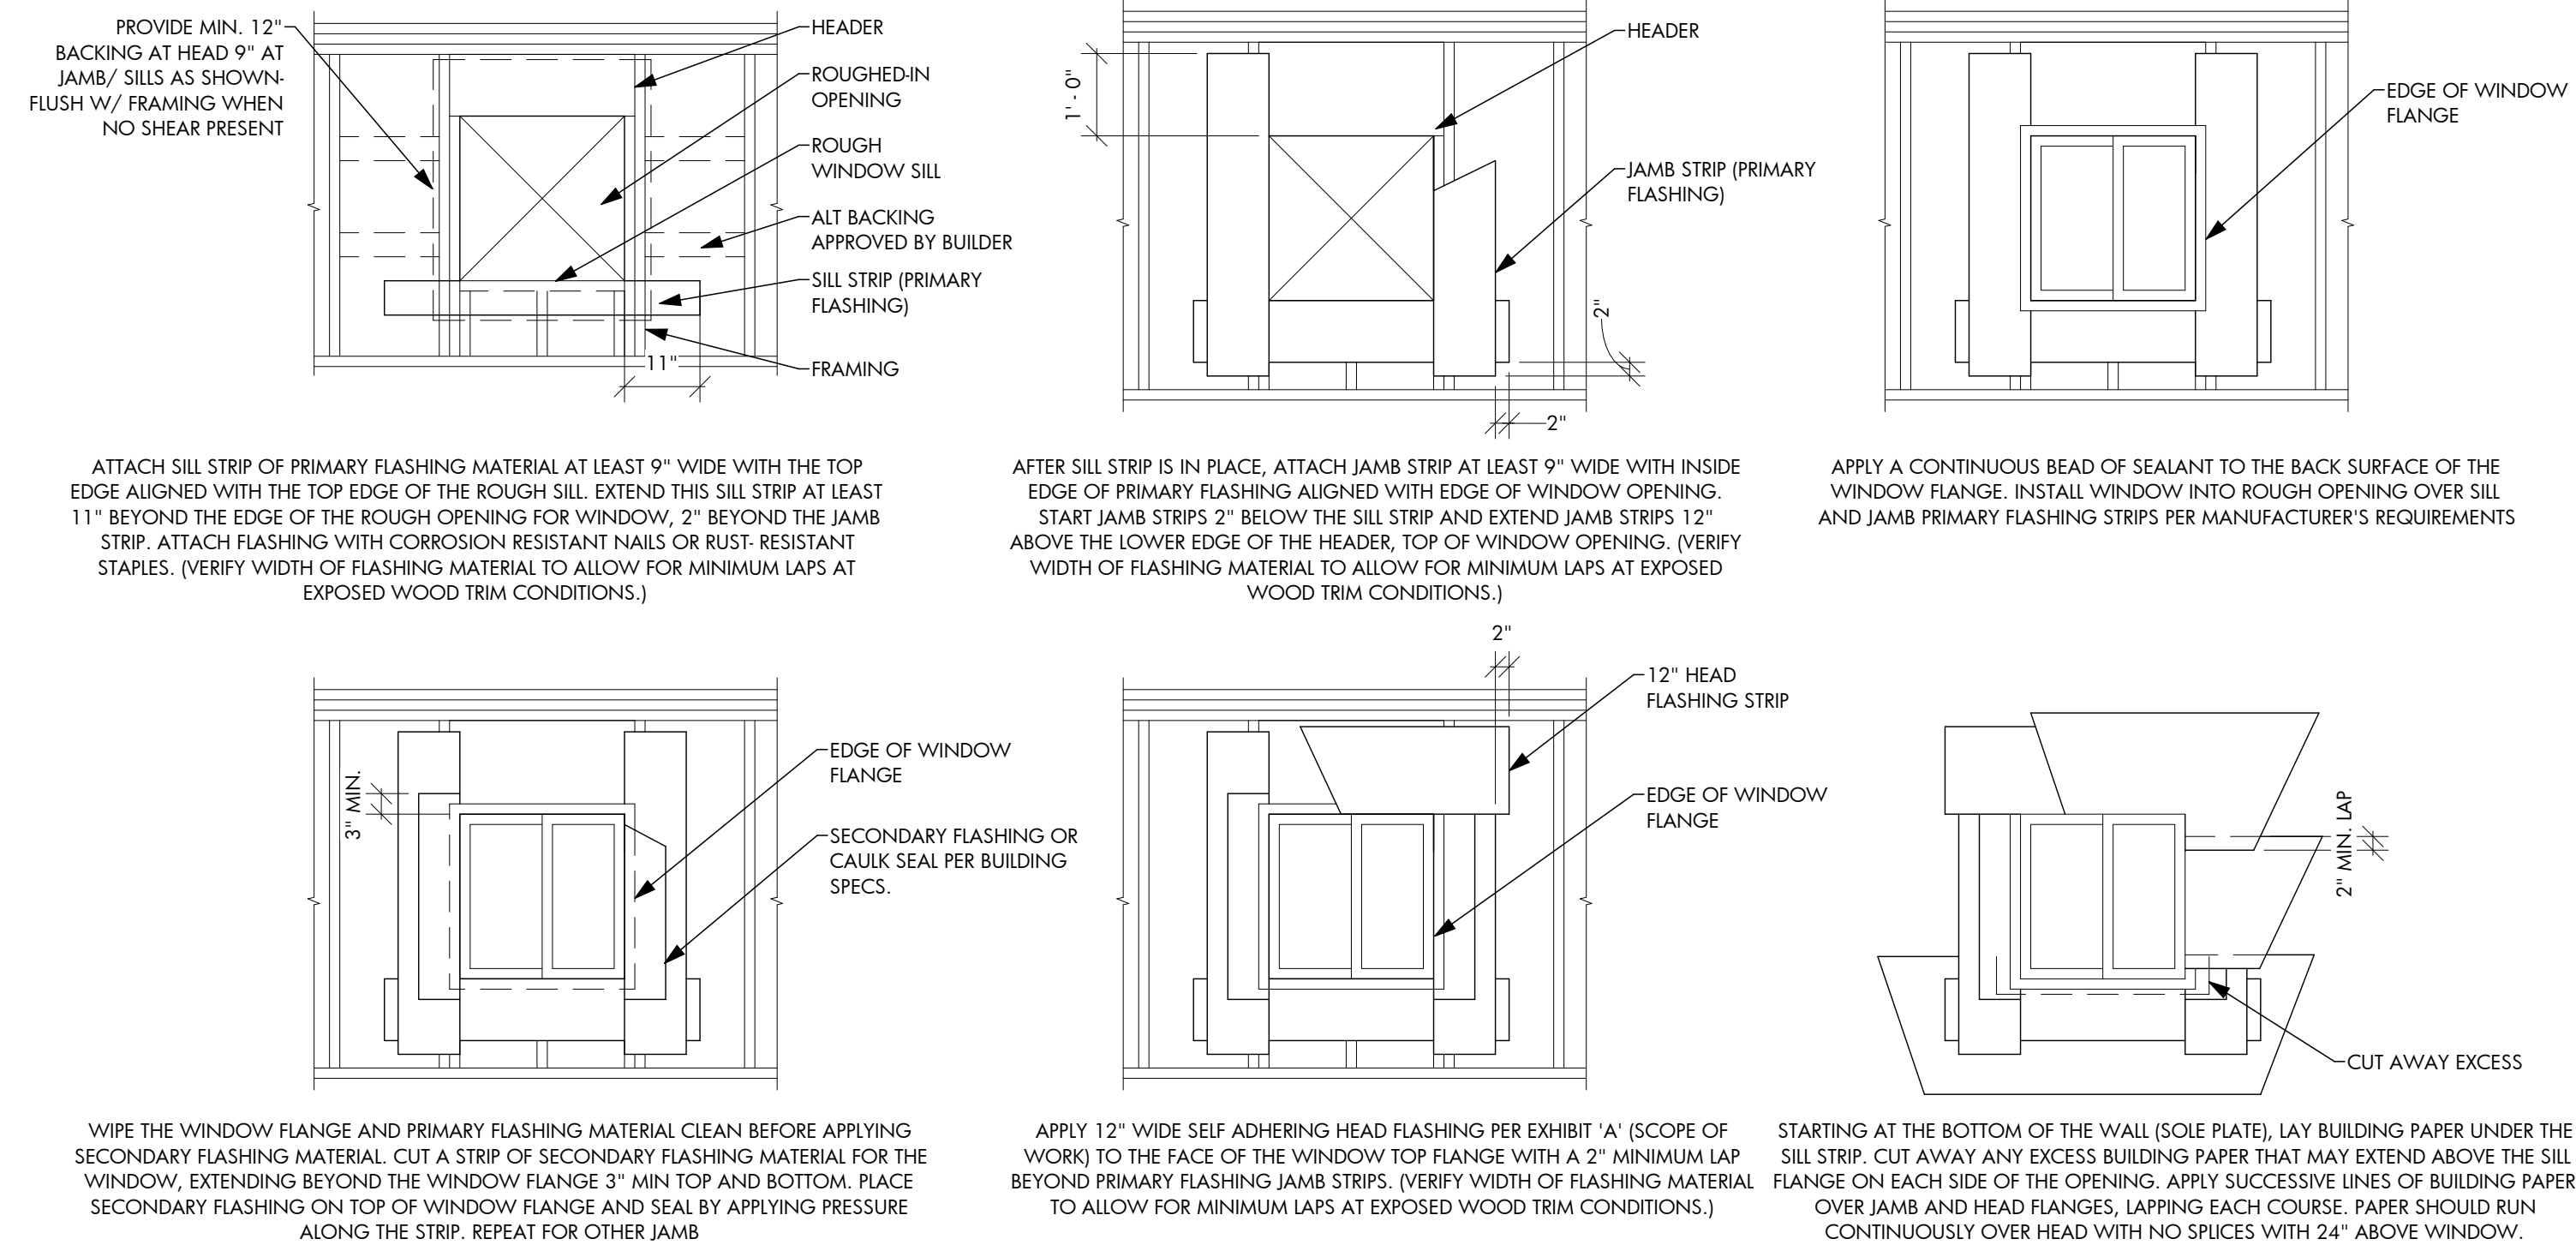 PROVIDE MIN. 12"
BACKING AT HEAD 9" AT
JAMB/ SILLS AS SHOWN-
FLUSH W/ FRAMING WHEN
NO SHEAR PRESENT
HEADER
ROUGHED-IN
OPENING
ROUGH
WINDOW SILL
ALT BACKING
APPROVED BY BUILDER
SILL STRIP (PRIMARY
FLASHING)
FRAMING
11"
ATTACH SILL STRIP OF PRIMARY FLASHING MATERIAL AT LEAST 9" WIDE WITH THE TOP
EDGE ALIGNED WITH THE TOP EDGE OF THE ROUGH SILL. EXTEND THIS SILL STRIP AT LEAST
11" BEYOND THE EDGE OF THE ROUGH OPENING FOR WINDOW, 2" BEYOND THE JAMB
STRIP. ATTACH FLASHING WITH CORROSION RESISTANT NAILS OR RUST- RESISTANT
STAPLES. (VERIFY WIDTH OF FLASHING MATERIAL TO ALLOW FOR MINIMUM LAPS AT
EXPOSED WOOD TRIM CONDITIONS.)
1' - 0"
HEADER
JAMB STRIP (PRIMARY
FLASHING)
2"
2"
AFTER SILL STRIP IS IN PLACE, ATTACH JAMB STRIP AT LEAST 9" WIDE WITH INSIDE
EDGE OF PRIMARY FLASHING ALIGNED WITH EDGE OF WINDOW OPENING.
START JAMB STRIPS 2" BELOW THE SILL STRIP AND EXTEND JAMB STRIPS 12"
ABOVE THE LOWER EDGE OF THE HEADER, TOP OF WINDOW OPENING. (VERIFY
WIDTH OF FLASHING MATERIAL TO ALLOW FOR MINIMUM LAPS AT EXPOSED
WOOD TRIM CONDITIONS.)
EDGE OF WINDOW
FLANGE
APPLY A CONTINUOUS BEAD OF SEALANT TO THE BACK SURFACE OF THE
WINDOW FLANGE. INSTALL WINDOW INTO ROUGH OPENING OVER SILL
AND JAMB PRIMARY FLASHING STRIPS PER MANUFACTURER'S REQUIREMENTS
3" MIN.
EDGE OF WINDOW
FLANGE
SECONDARY FLASHING OR
CAULK SEAL PER BUILDING
SPECS.
WIPE THE WINDOW FLANGE AND PRIMARY FLASHING MATERIAL CLEAN BEFORE APPLYING
SECONDARY FLASHING MATERIAL. CUT A STRIP OF SECONDARY FLASHING MATERIAL FOR THE
WINDOW, EXTENDING BEYOND THE WINDOW FLANGE 3" MIN TOP AND BOTTOM. PLACE
SECONDARY FLASHING ON TOP OF WINDOW FLANGE AND SEAL BY APPLYING PRESSURE
ALONG THE STRIP. REPEAT FOR OTHER JAMB
2"
12" HEAD
FLASHING STRIP
EDGE OF WINDOW
FLANGE
APPLY 12" WIDE SELF ADHERING HEAD FLASHING PER EXHIBIT 'A' (SCOPE OF
WORK) TO THE FACE OF THE WINDOW TOP FLANGE WITH A 2" MINIMUM LAP
BEYOND PRIMARY FLASHING JAMB STRIPS. (VERIFY WIDTH OF FLASHING MATERIAL
TO ALLOW FOR MINIMUM LAPS AT EXPOSED WOOD TRIM CONDITIONS.)
2" MIN. LAP
CUT AWAY EXCESS
STARTING AT THE BOTTOM OF THE WALL (SOLE PLATE), LAY BUILDING PAPER UNDER THE
SILL STRIP. CUT AWAY ANY EXCESS BUILDING PAPER THAT MAY EXTEND ABOVE THE SILL
FLANGE ON EACH SIDE OF THE OPENING. APPLY SUCCESSIVE LINES OF BUILDING PAPER
OVER JAMB AND HEAD FLANGES, LAPPING EACH COURSE. PAPER SHOULD RUN
CONTINUOUSLY OVER HEAD WITH NO SPLICES WITH 24" ABOVE WINDOW.